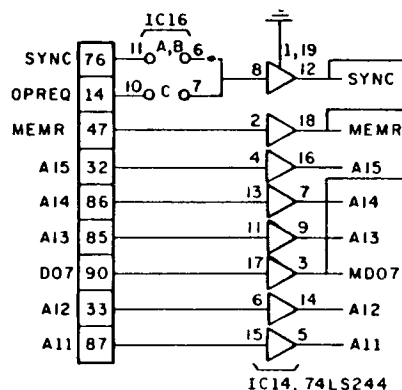 IC16
1,19
SYNC 76 11 A,B 6 8 12 SYNC
OPREQ 14 10 C 7
MEMR 47 2 18 MEMR
A15 32 4 16 A15
A14 86 13 7 A14
A13 85 11 9 A13
D07 90 17 3 MD07
A12 33 6 14 A12
A11 87 15 5 A11
IC14, 74LS244